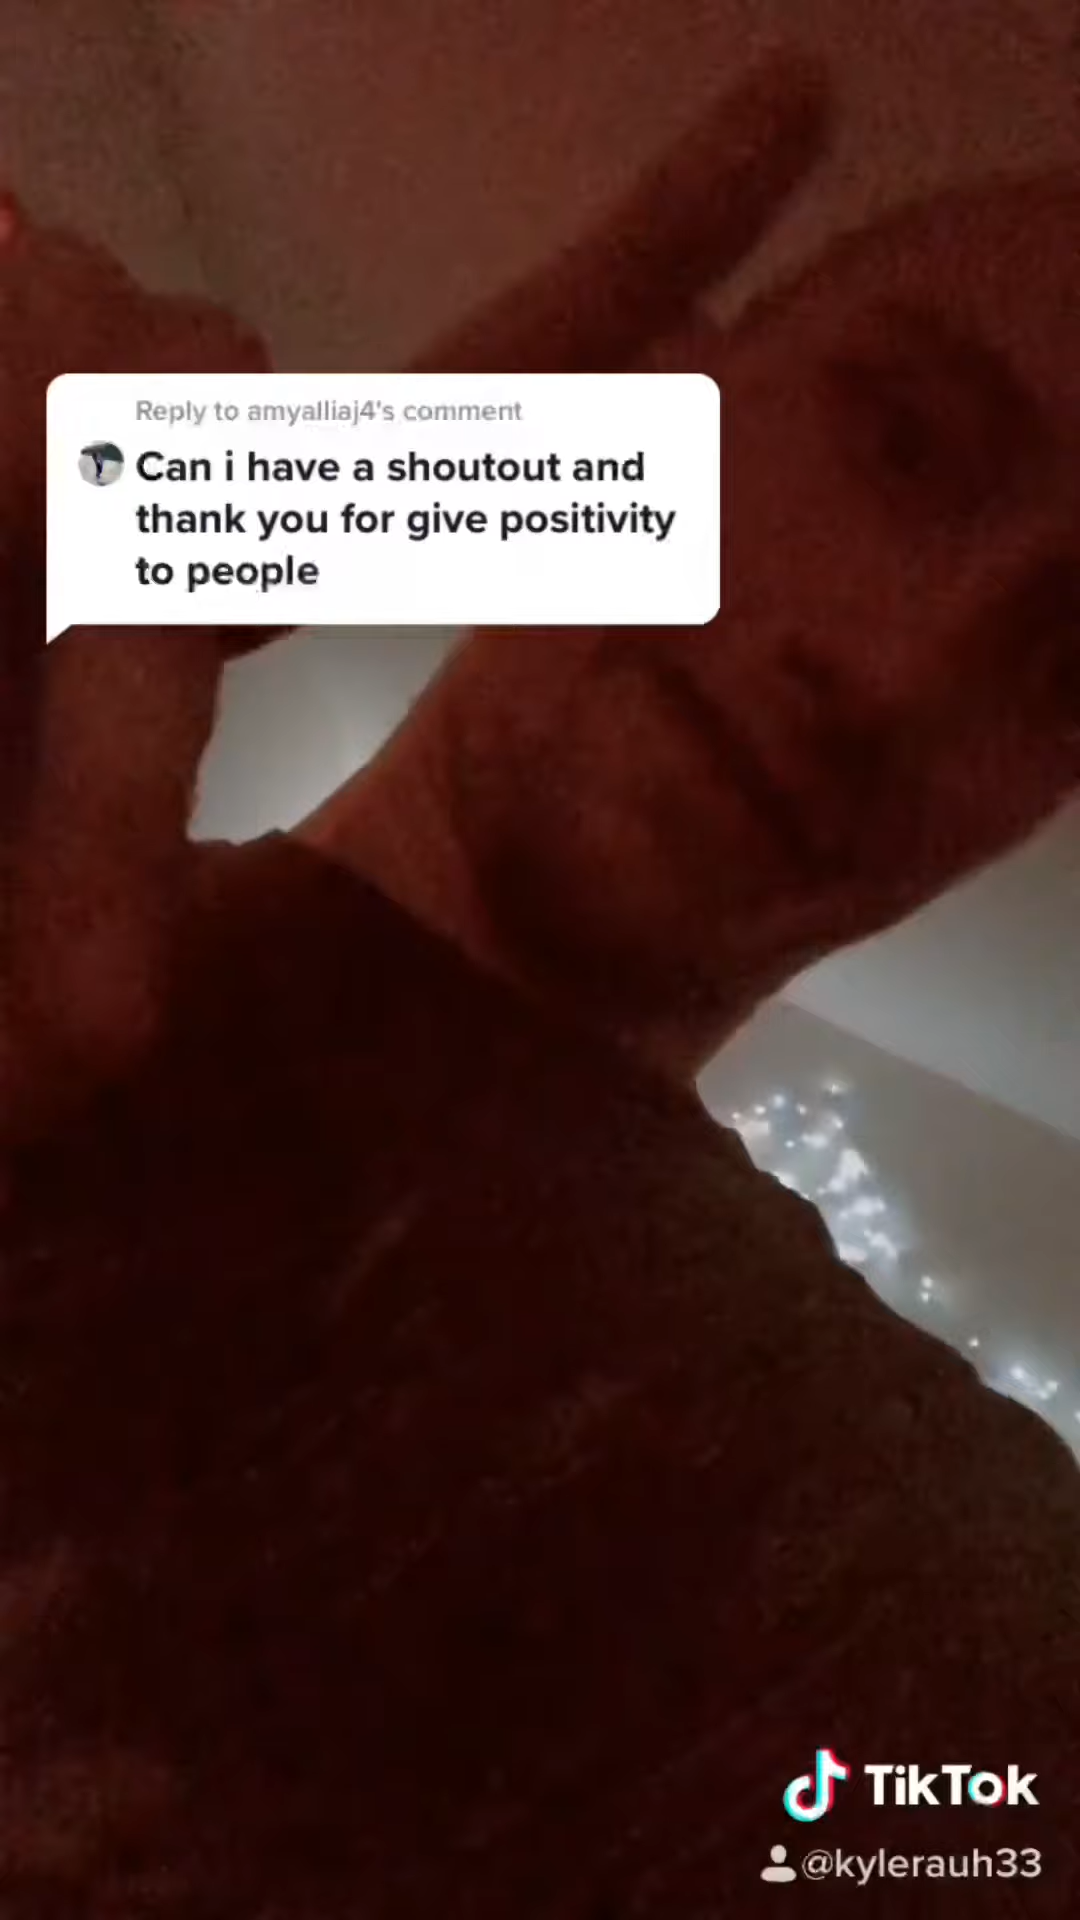 Reply to amyalliaj4's comment
Can i have a shoutout and
thank you for give positivity
to people
TikTok
@kylerauh33